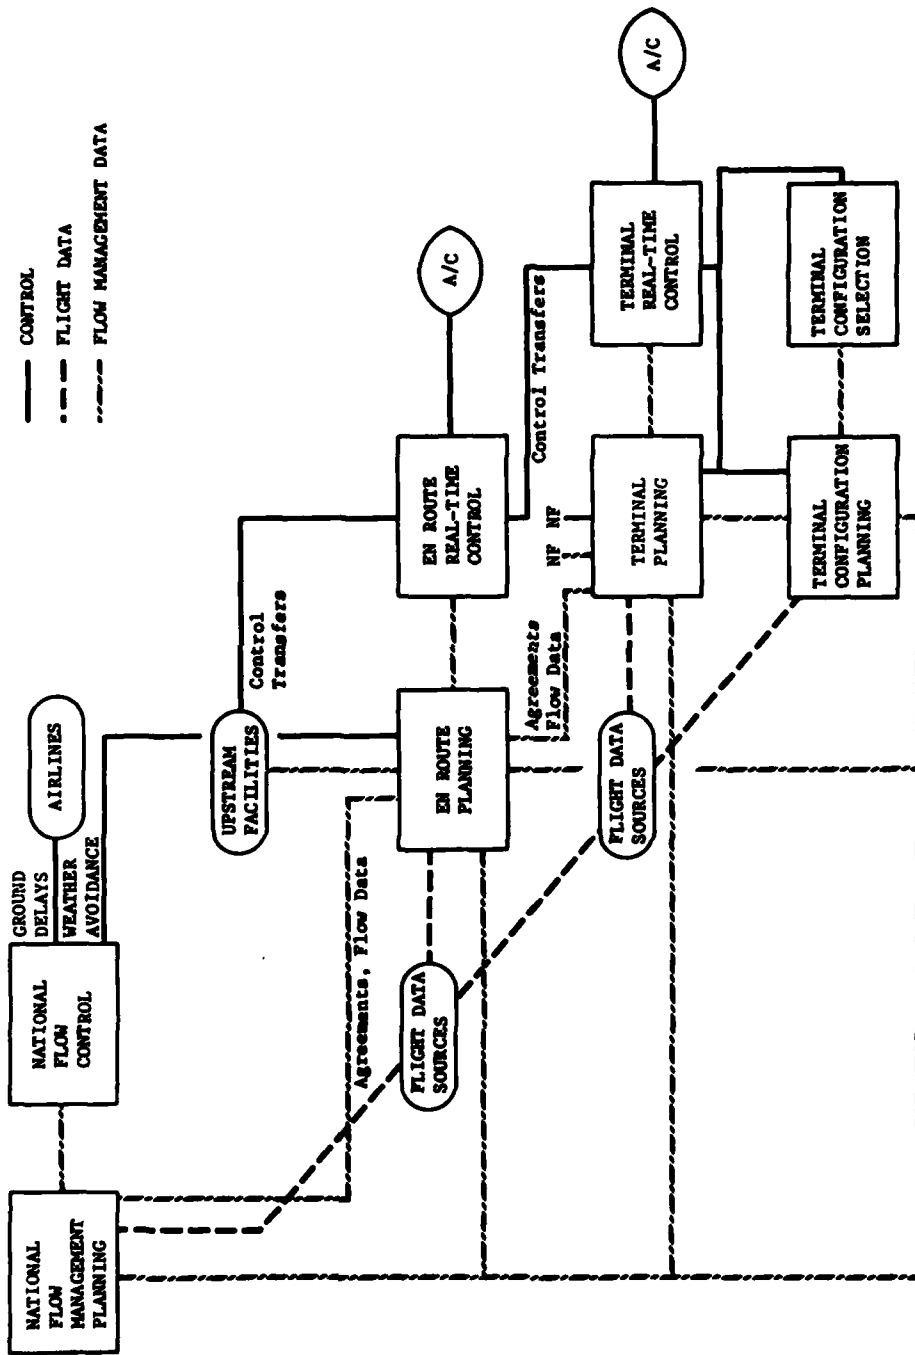 CONTROL
FLIGHT DATA
FLOW MANAGEMENT DATA
NATIONAL
FLOW
MANAGEMENT
PLANNING
NATIONAL
FLOW
CONTROL
GROUND
DELAYS
WEATHER
AVOIDANCE
AIRLINES
UPSTREAM
FACILITIES
Control
Transfers
Agreements, Flow Data
FLIGHT DATA
SOURCES
EN ROUTE
PLANNING
EN ROUTE
REAL-TIME
CONTROL
A/C
Agreements
Flow Data
Control Transfers
NF NF
FLIGHT DATA
SOURCES
TERMINAL
PLANNING
TERMINAL
REAL-TIME
CONTROL
A/C
TERMINAL
CONFIGURATION
PLANNING
TERMINAL
CONFIGURATION
SELECTION